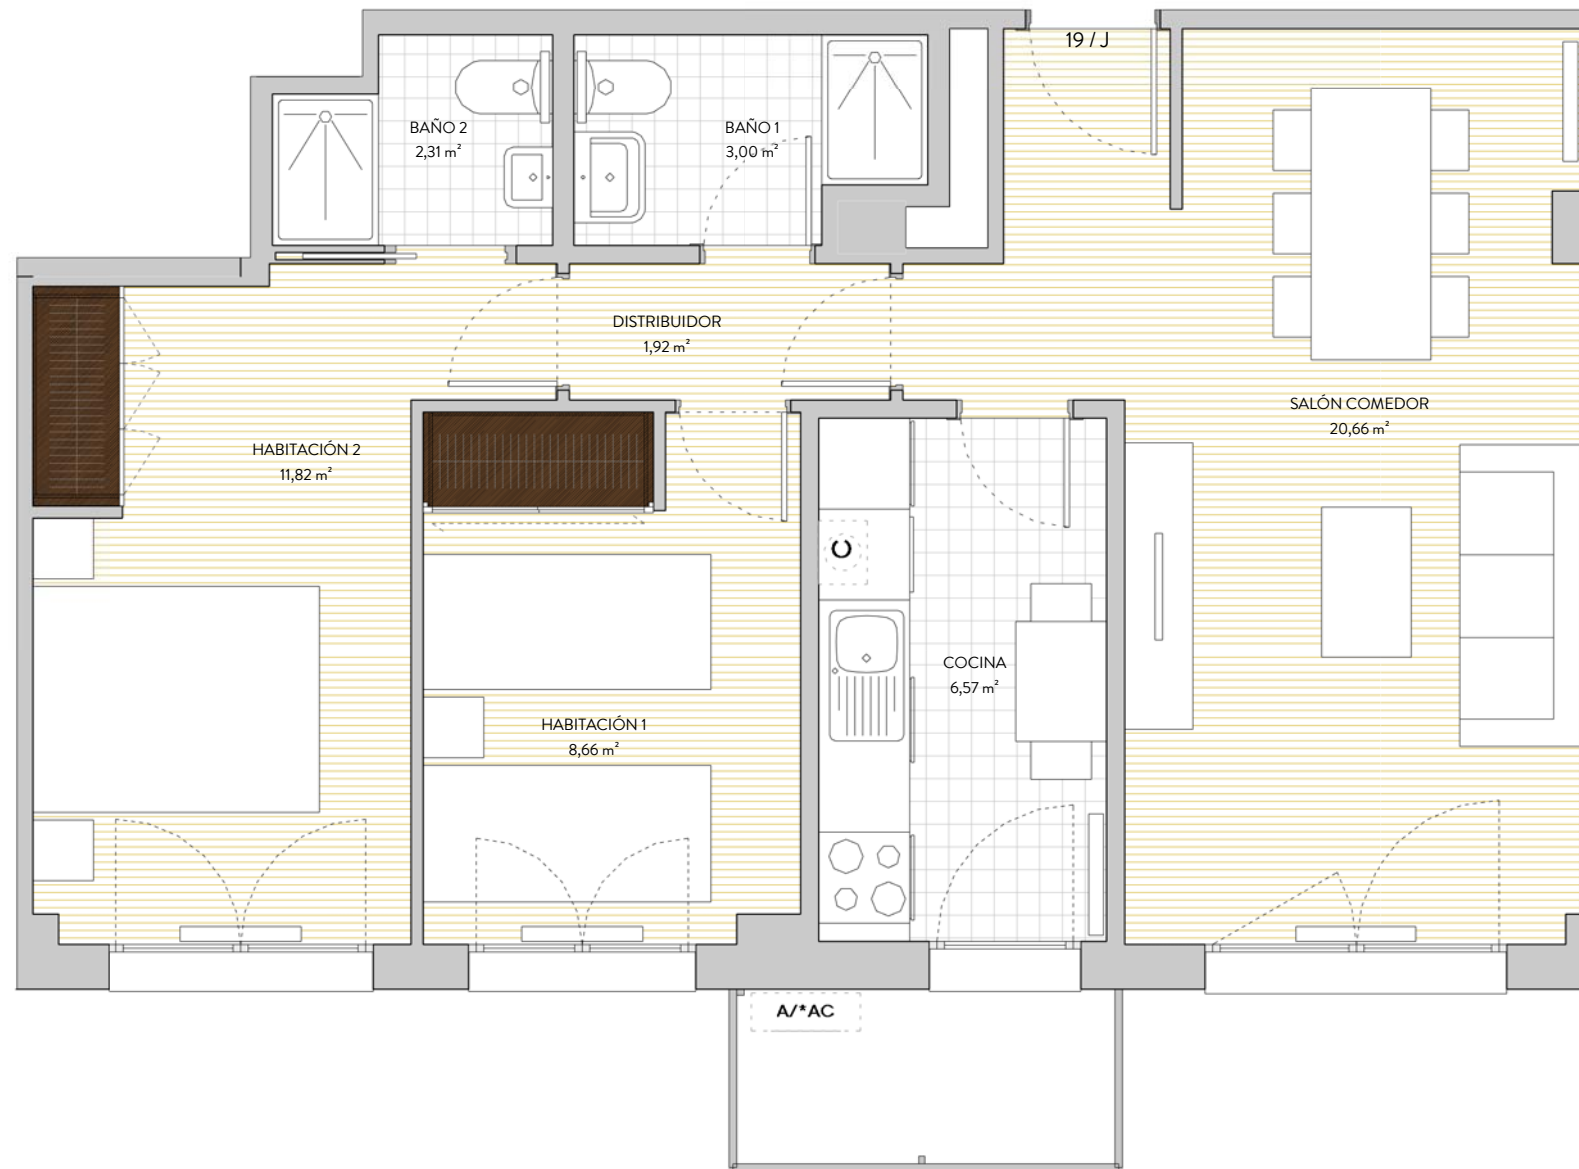 19 / J
BAÑO 2
2,31 m²
BAÑO 1
3,00 m²
DISTRIBUIDOR
1,92 m²
SALÓN COMEDOR
20,66 m²
HABITACIÓN 2
11,82 m²
C
COCINA
6,57 m²
HABITACIÓN 1
8,66 m²
A/*AC